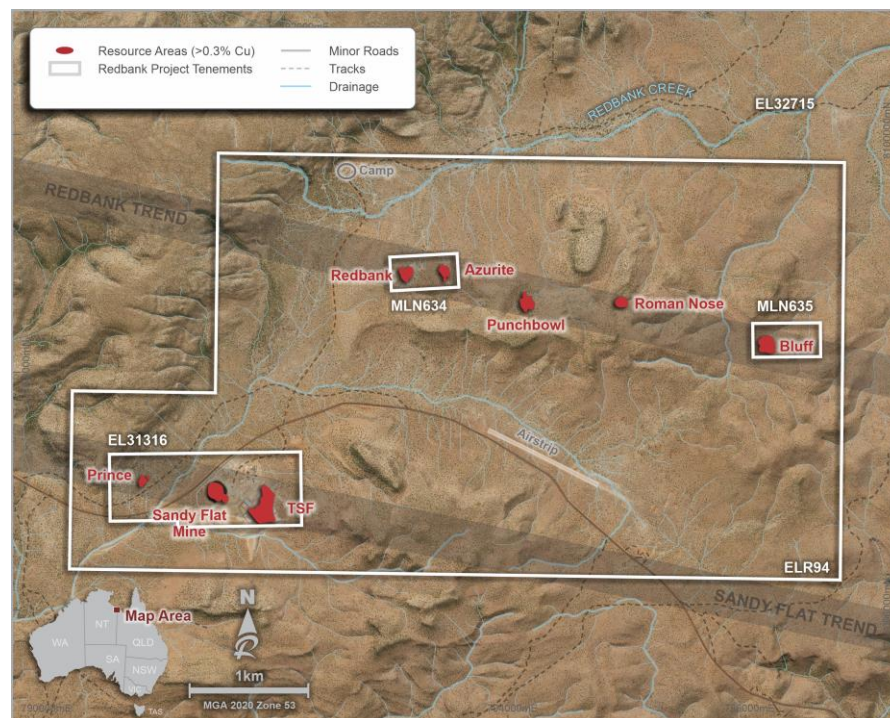 Resource Areas (>0.3% Cu)
Redbank Project Tenements
Minor Roads
Tracks
Drainage
REDBANK CREEK
EL32715
Camp
REDBANK TREND
Redbank
Azurite
MLN634
Punchbowl
Roman Nose
MLN635
Bluff
EL31316
Prince
Sandy Flat
Mine
TSF
Airstrip
ELR94
SANDY FLAT TREND
Map Area
WA
NT
QLD
SA
NSW
VIC
TAS
N
1km
MGA 2020 Zone 53